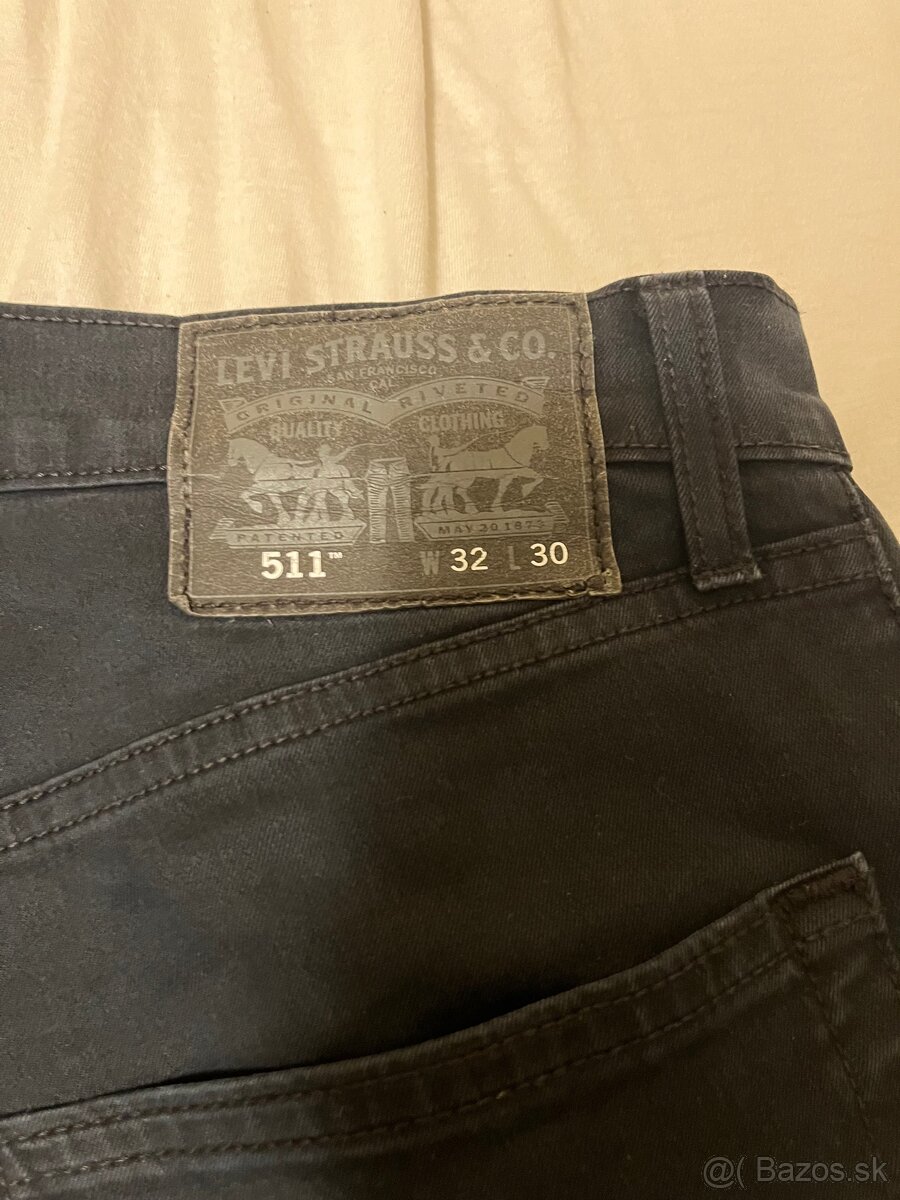 LEVI STRAUSS & CO.
SAN FRANCISCO
CAL
ORIGINAL RIVETED
QUALITY CLOTHING
PATENTED MAY 20 1873
511™ W 32 L 30
@( Bazos.sk